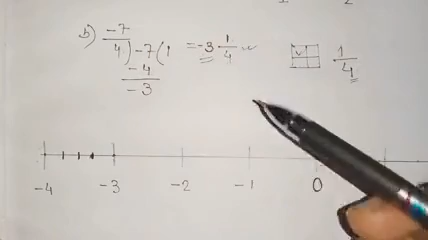 b) -7/4 4)-7(1 = -3 1/4 1/4
-4
-3
-4 -3 -2 -1 0